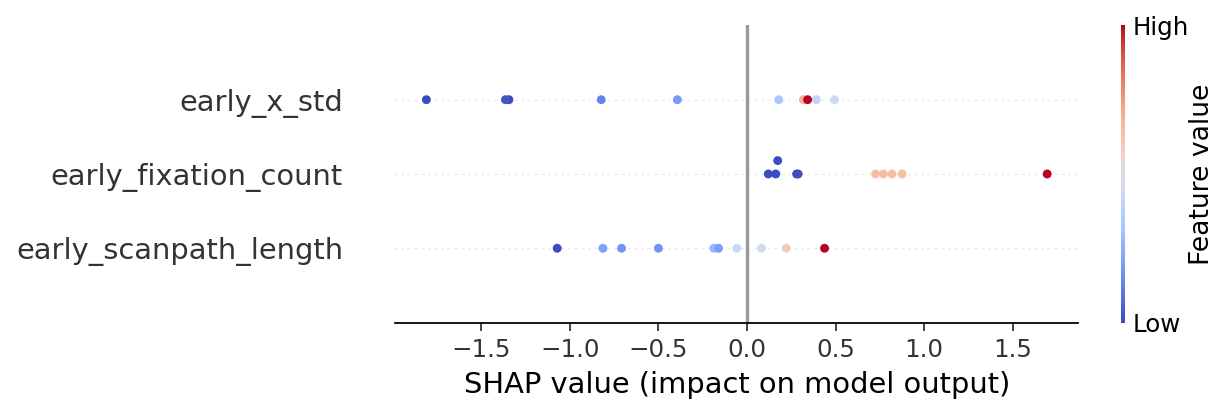 High
early_x_std
early_fixation_count
early_scanpath_length
Feature value
Low
−1.5 −1.0 −0.5 0.0 0.5 1.0 1.5
SHAP value (impact on model output)